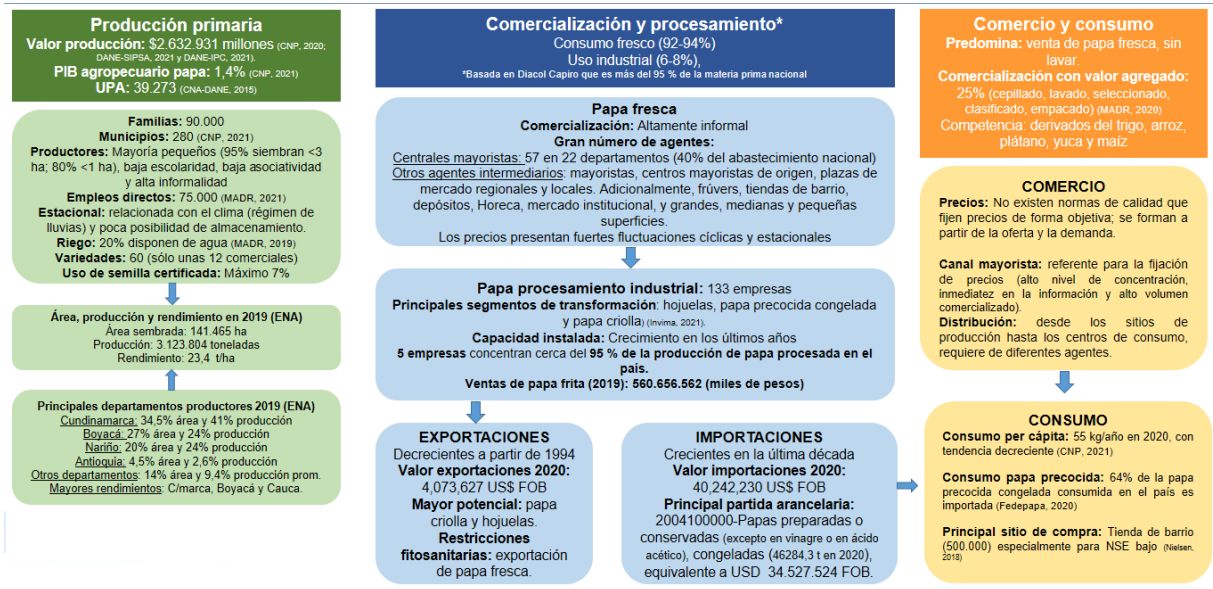 Producción primaria
Valor producción: $2.632.931 millones (CNP, 2020;
DANE-SIPSA, 2021 y DANE-IPC, 2021).
PIB agropecuario papa: 1,4% (CNP, 2021)
UPA: 39.273 (CNA-DANE, 2015)
Familias: 90.000
Municipios: 280 (CNP, 2021)
Productores: Mayoría pequeños (95% siembran <3
ha; 80% <1 ha), baja escolaridad, baja asociatividad
y alta informalidad
Empleos directos: 75.000 (MADR, 2021)
Estacional: relacionada con el clima (régimen de
lluvias) y poca posibilidad de almacenamiento.
Riego: 20% disponen de agua (MADR, 2019)
Variedades: 60 (sólo unas 12 comerciales)
Uso de semilla certificada: Máximo 7%
Área, producción y rendimiento en 2019 (ENA)
Área sembrada: 141.465 ha
Producción: 3.123.804 toneladas
Rendimiento: 23,4 t/ha
Principales departamentos productores 2019 (ENA)
Cundinamarca: 34,5% área y 41% producción
Boyacá: 27% área y 24% producción
Nariño: 20% área y 24% producción
Antioquia: 4,5% área y 2,6% producción
Otros departamentos: 14% área y 9,4% producción prom.
Mayores rendimientos: C/marca, Boyacá y Cauca.
Comercialización y procesamiento*
Consumo fresco (92-94%)
Uso industrial (6-8%),
*Basada en Diacol Capiro que es más del 95 % de la materia prima nacional
Papa fresca
Comercialización: Altamente informal
Gran número de agentes:
Centrales mayoristas: 57 en 22 departamentos (40% del abastecimiento nacional)
Otros agentes intermediarios: mayoristas, centros mayoristas de origen, plazas de
mercado regionales y locales. Adicionalmente, frúvers, tiendas de barrio,
depósitos, Horeca, mercado institucional, y grandes, medianas y pequeñas
superficies.
Los precios presentan fuertes fluctuaciones cíclicas y estacionales
Papa procesamiento industrial: 133 empresas
Principales segmentos de transformación: hojuelas, papa precocida congelada
y papa criolla) (Invima, 2021).
Capacidad instalada: Crecimiento en los últimos años
5 empresas concentran cerca del 95 % de la producción de papa procesada en el
país.
Ventas de papa frita (2019): 560.656.562 (miles de pesos)
EXPORTACIONES
Decrecientes a partir de 1994
Valor exportaciones 2020:
4,073,627 US$ FOB
Mayor potencial: papa
criolla y hojuelas.
Restricciones
fitosanitarias: exportación
de papa fresca.
IMPORTACIONES
Crecientes en la última década
Valor importaciones 2020:
40,242,230 US$ FOB
Principal partida arancelaria:
2004100000-Papas preparadas o
conservadas (excepto en vinagre o en ácido
acético), congeladas (46284,3 t en 2020),
equivalente a USD 34.527.524 FOB.
Comercio y consumo
Predomina: venta de papa fresca, sin
lavar.
Comercialización con valor agregado:
25% (cepillado, lavado, seleccionado,
clasificado, empacado) (MADR, 2020)
Competencia: derivados del trigo, arroz,
plátano, yuca y maíz
COMERCIO
Precios: No existen normas de calidad que
fijen precios de forma objetiva; se forman a
partir de la oferta y la demanda.
Canal mayorista: referente para la fijación
de precios (alto nivel de concentración,
inmediatez en la información y alto volumen
comercializado).
Distribución: desde los sitios de
producción hasta los centros de consumo,
requiere de diferentes agentes.
CONSUMO
Consumo per cápita: 55 kg/año en 2020, con
tendencia decreciente (CNP, 2021)
Consumo papa precocida: 64% de la papa
precocida congelada consumida en el país es
importada (Fedepapa, 2020)
Principal sitio de compra: Tienda de barrio
(500.000) especialmente para NSE bajo (Nielsen,
2018)